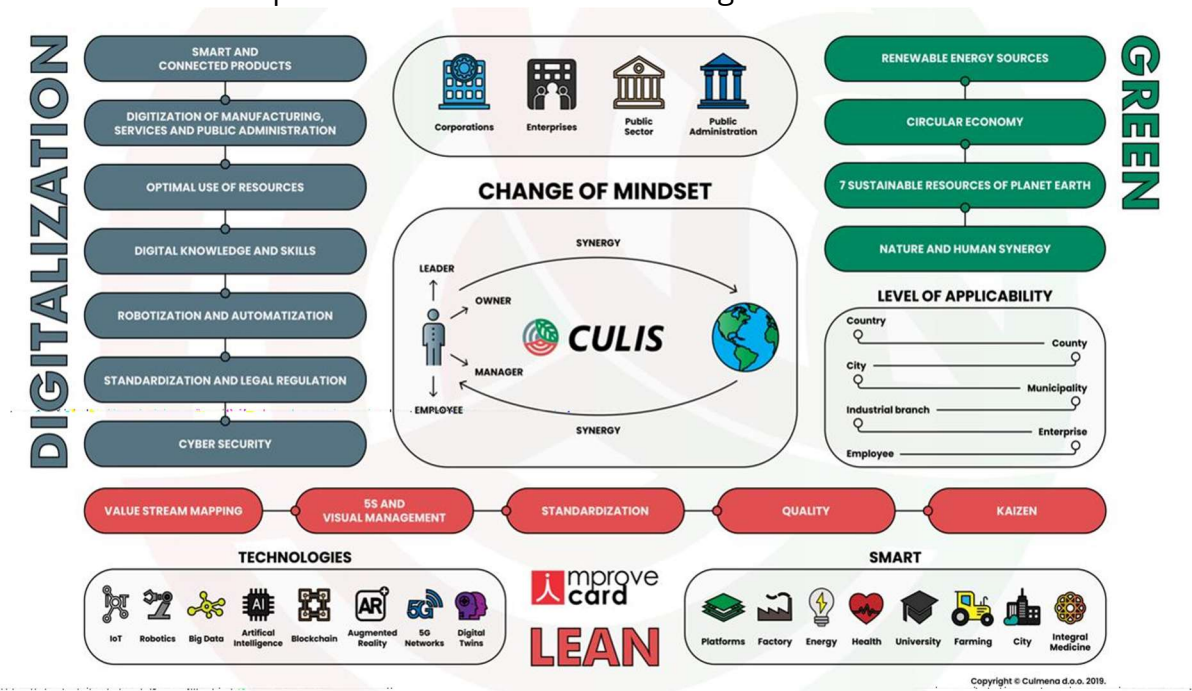 DIGITALIZATION
SMART AND
CONNECTED PRODUCTS
DIGITIZATION OF MANUFACTURING,
SERVICES AND PUBLIC ADMINISTRATION
OPTIMAL USE OF RESOURCES
DIGITAL KNOWLEDGE AND SKILLS
ROBOTIZATION AND AUTOMATIZATION
STANDARDIZATION AND LEGAL REGULATION
CYBER SECURITY
Corporations
Enterprises
Public
Sector
Public
Administration
CHANGE OF MINDSET
SYNERGY
LEADER
OWNER
CULIS
MANAGER
EMPLOYEE
SYNERGY
GREEN
RENEWABLE ENERGY SOURCES
CIRCULAR ECONOMY
7 SUSTAINABLE RESOURCES OF PLANET EARTH
NATURE AND HUMAN SYNERGY
LEVEL OF APPLICABILITY
Country
County
City
Municipality
Industrial branch
Enterprise
Employee
VALUE STREAM MAPPING
5S AND
VISUAL MANAGEMENT
STANDARDIZATION
QUALITY
KAIZEN
TECHNOLOGIES
IoT
IoT
Robotics
Big Data
AI
Artifical
Intelligence
Blockchain
AR
Augmented
Reality
5G
5G
Networks
Digital
Twins
improve
card
LEAN
SMART
Platforms
Factory
Energy
Health
University
Farming
City
Integral
Medicine
Copyright © Culmena d.o.o. 2019.